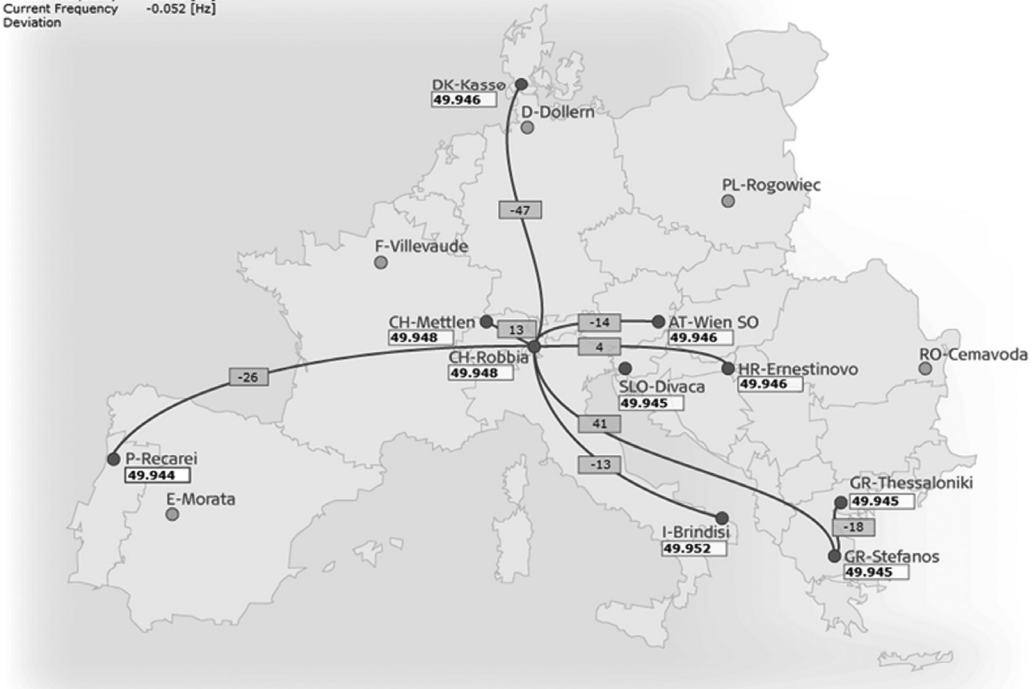 Current Frequency -0.052 [Hz]
Deviation
DK-Kassø
49.946
D-Dollern
-47
PL-Rogowiec
F-Villevaude
CH-Mettlen
49.948
13
-14
AT-Wien SO
49.946
CH-Robbia
49.948
4
HR-Ernestinovo
49.946
RO-Cernavoda
-26
SLO-Divaca
49.945
41
P-Recarei
49.944
-13
E-Morata
GR-Thessaloniki
49.945
-18
I-Brindisi
49.952
GR-Stefanos
49.945